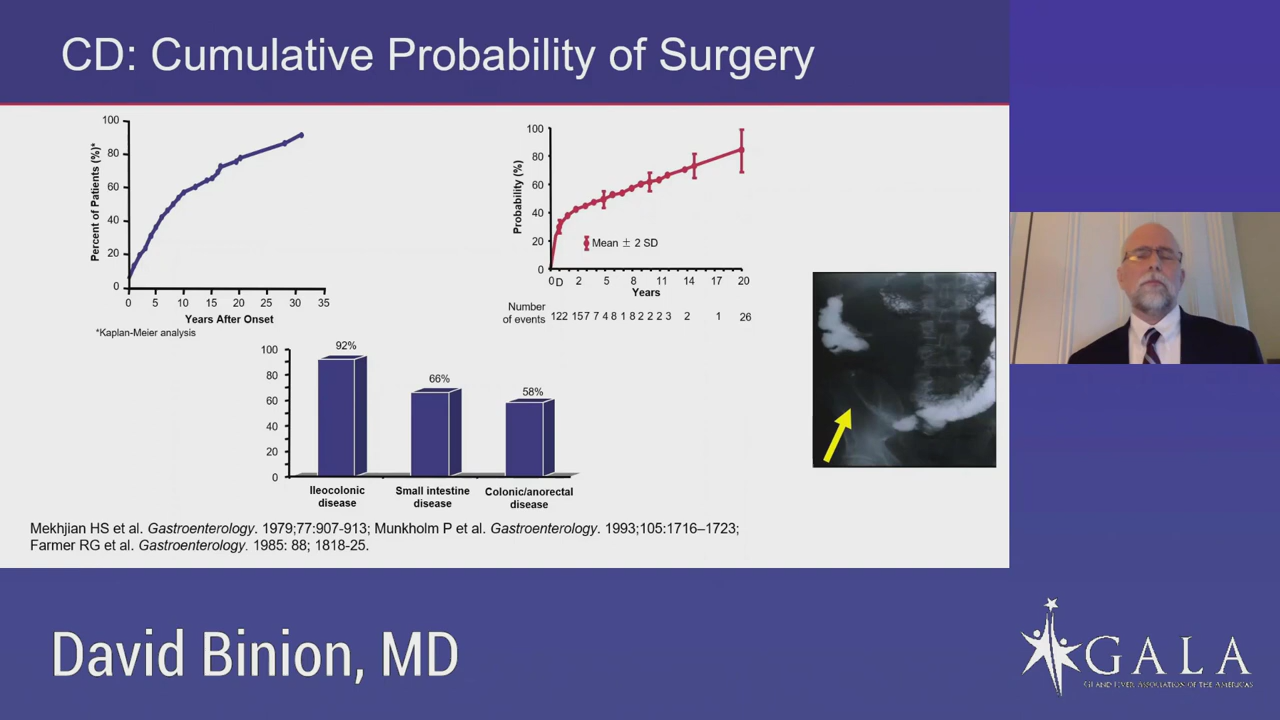 CD: Cumulative Probability of Surgery
Percent of Patients (%)*
100
80
60
40
20
0
0 5 10 15 20 25 30 35
Years After Onset
*Kaplan-Meier analysis
Probability (%)
100
80
60
40
20
0
Mean ± 2 SD
0 D 2 5 8 11 14 17 20
Years
Number
of events
122 157 7 4 8 1 8 2 2 2 3 2 1 26
100
80
60
40
20
0
92%
66%
58%
Ileocolonic
disease
Small intestine
disease
Colonic/anorectal
disease
Mekhjian HS et al. Gastroenterology. 1979;77:907-913; Munkholm P et al. Gastroenterology. 1993;105:1716–1723;
Farmer RG et al. Gastroenterology. 1985: 88; 1818-25.
David Binion, MD
GALA
GI AND LIVER ASSOCIATION OF THE AMERICAS